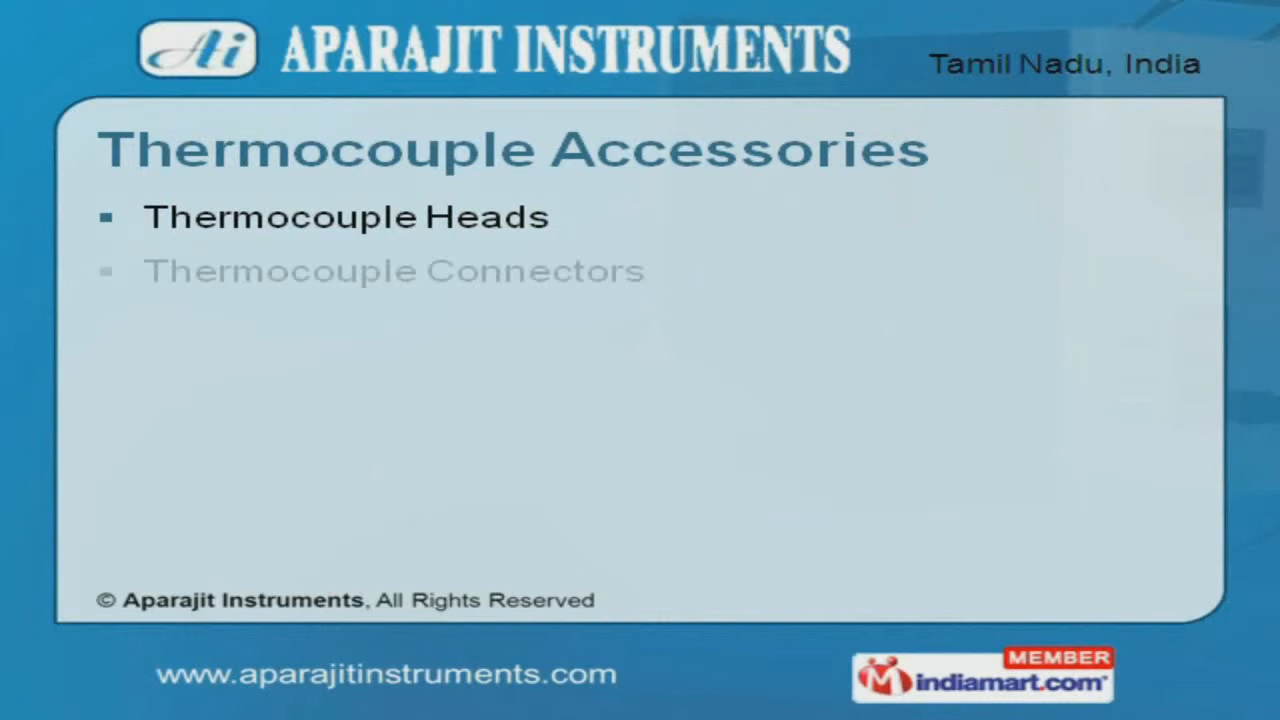 Ai APARAJIT INSTRUMENTS
Tamil Nadu, India
Thermocouple Accessories
▪ Thermocouple Heads
▪ Thermocouple Connectors
© Aparajit Instruments, All Rights Reserved
www.aparajitinstruments.com
MEMBER
indiamart.com